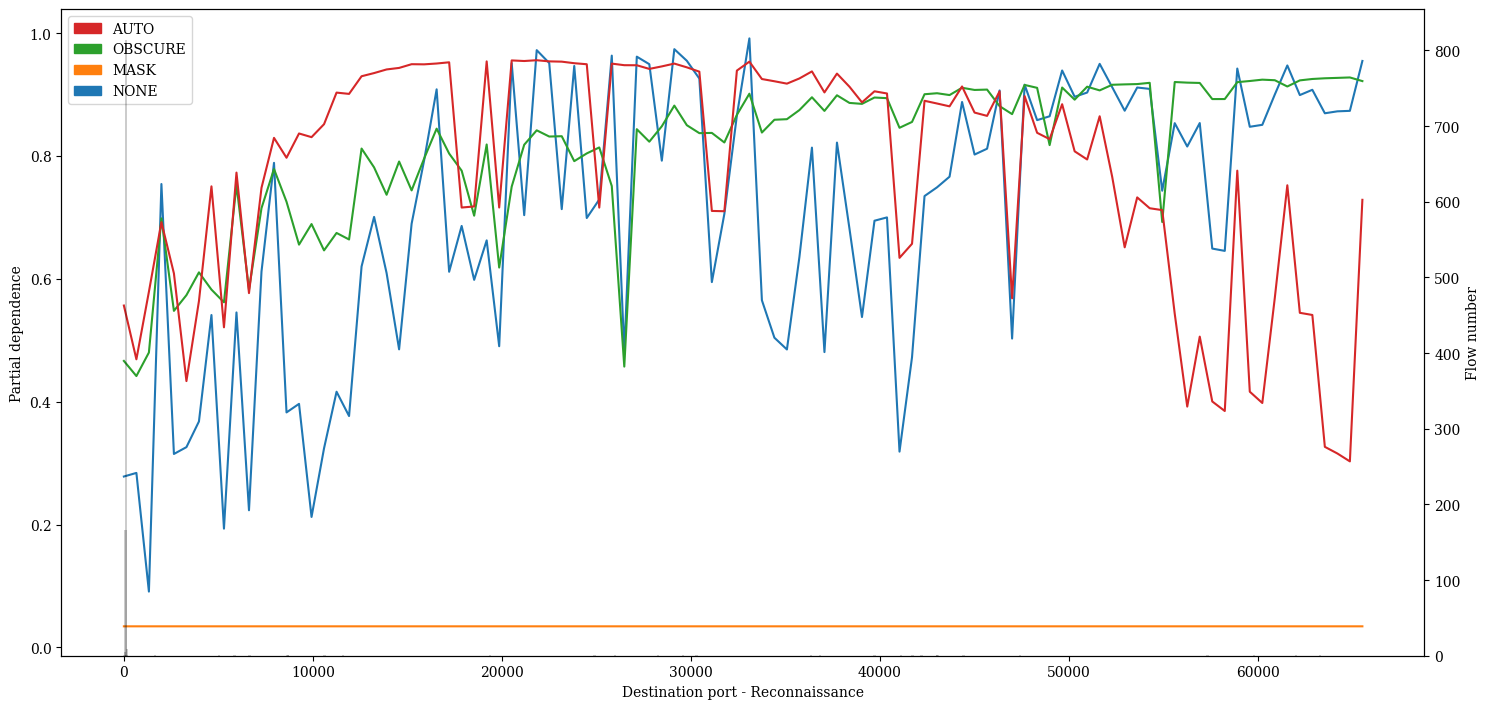 AUTO
OBSCURE
MASK
NONE
1.0
0.8
0.6
0.4
0.2
0.0
Partial dependence
800
700
600
500
400
300
200
100
0
Flow number
0 10000 20000 30000 40000 50000 60000
Destination port - Reconnaissance